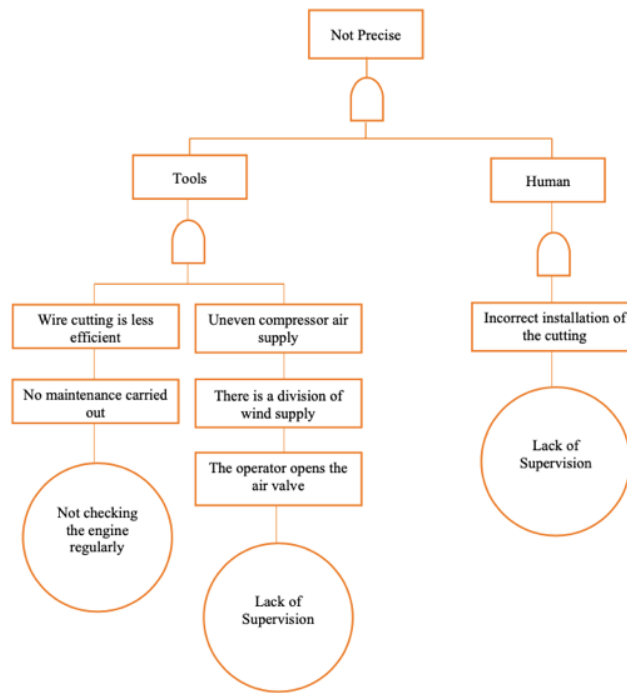 Not Precise
Tools
Human
Wire cutting is less
efficient
Uneven compressor air
supply
Incorrect installation of
the cutting
No maintenance carried
out
There is a division of
wind supply
The operator opens the
air valve
Lack of
Supervision
Not checking
the engine
regularly
Lack of
Supervision